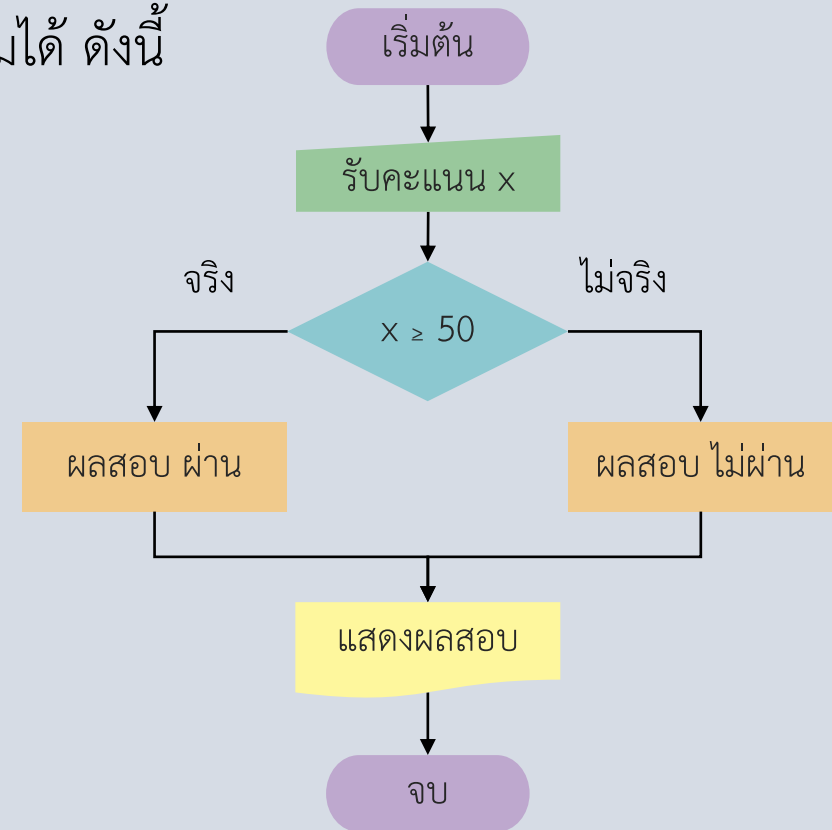 ได้ ดังนี้
เริ่มต้น
รับคะแนน x
จริง
ไม่จริง
x ≥ 50
ผลสอบ ผ่าน
ผลสอบ ไม่ผ่าน
แสดงผลสอบ
จบ